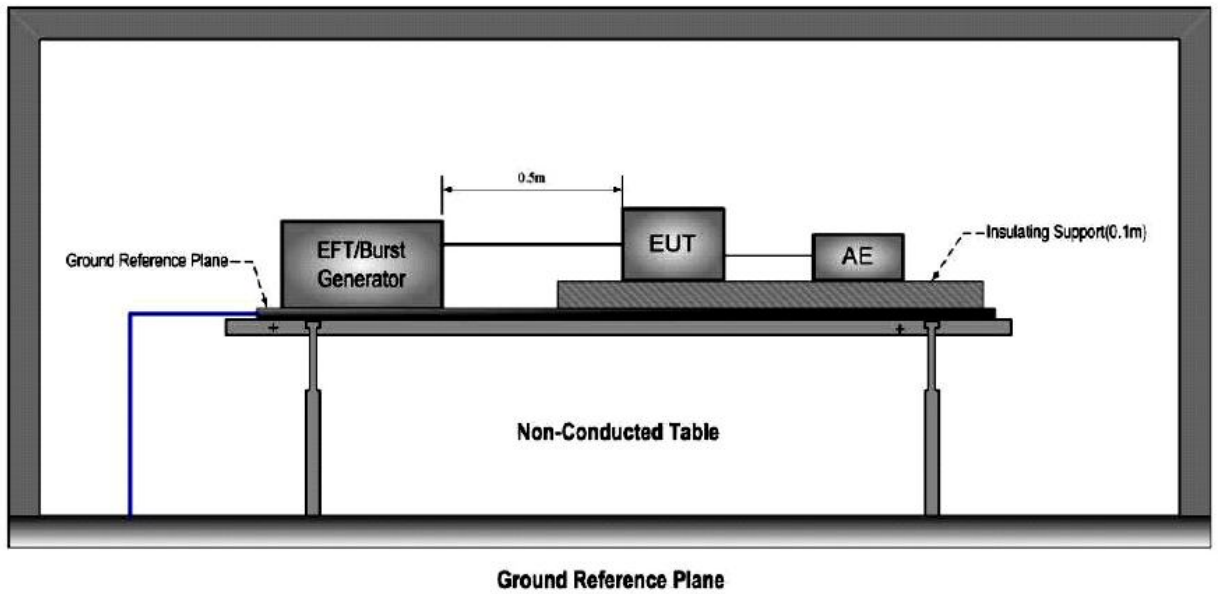 0.5m
EFT/Burst
Generator
EUT
AE
Insulating Support(0.1m)
Ground Reference Plane
Non-Conducted Table
Ground Reference Plane